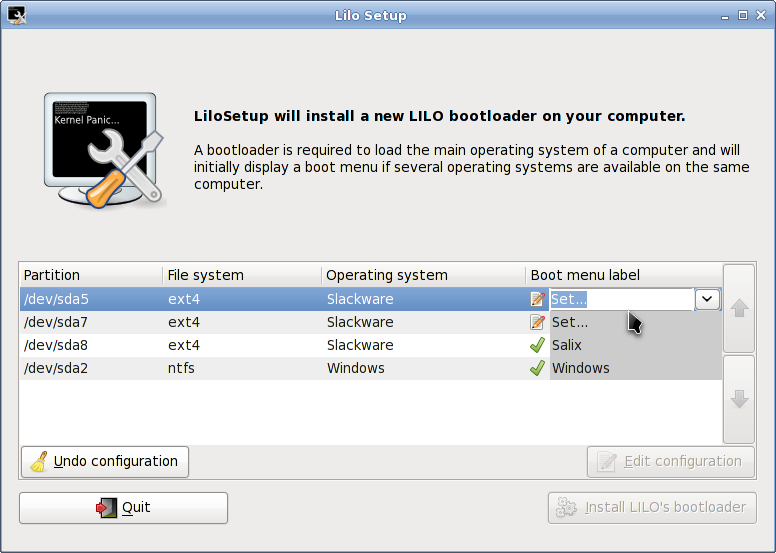 Lilo Setup
Kernel Panic...
LiloSetup will install a new LILO bootloader on your computer.
A bootloader is required to load the main operating system of a computer and will
initially display a boot menu if several operating systems are available on the same
computer.
Partition File system Operating system Boot menu label
/dev/sda5 ext4 Slackware Set...
/dev/sda7 ext4 Slackware Set...
/dev/sda8 ext4 Slackware Salix
/dev/sda2 ntfs Windows Windows
Undo configuration Edit configuration
Quit Install LILO's bootloader